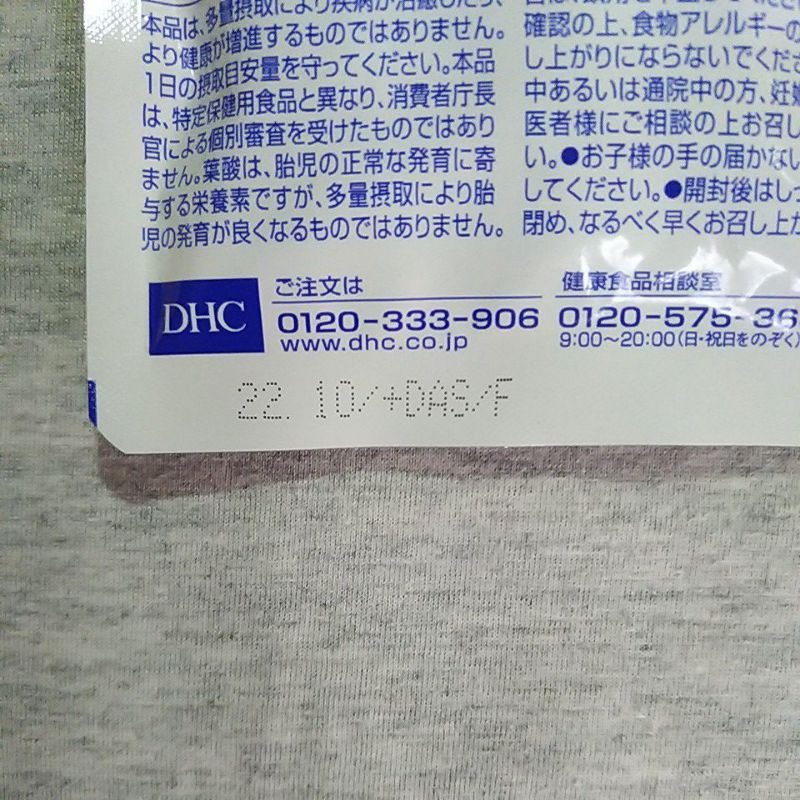 本品は、多量摂取により疾病が治癒したり、
より健康が増進するものではありません。
1日の摂取目安量を守ってください。本品
は、特定保健用食品と異なり、消費者庁長
官による個別審査を受けたものではあり
ません。葉酸は、胎児の正常な発育に寄
与する栄養素ですが、多量摂取により胎
児の発育が良くなるものではありません。
確認の上、食物アレルギーの
し上がりにならないでくださ
中あるいは通院中の方、妊娠
医者様にご相談の上お召し
い。●お子様の手の届かない
してください。●開封後はしっ
閉め、なるべく早くお召し上が
DHC
ご注文は
0120-333-906
www.dhc.co.jp
健康食品相談室
0120-575-36
9:00〜20:00(日・祝日をのぞく)
22. 10/+DAS/F